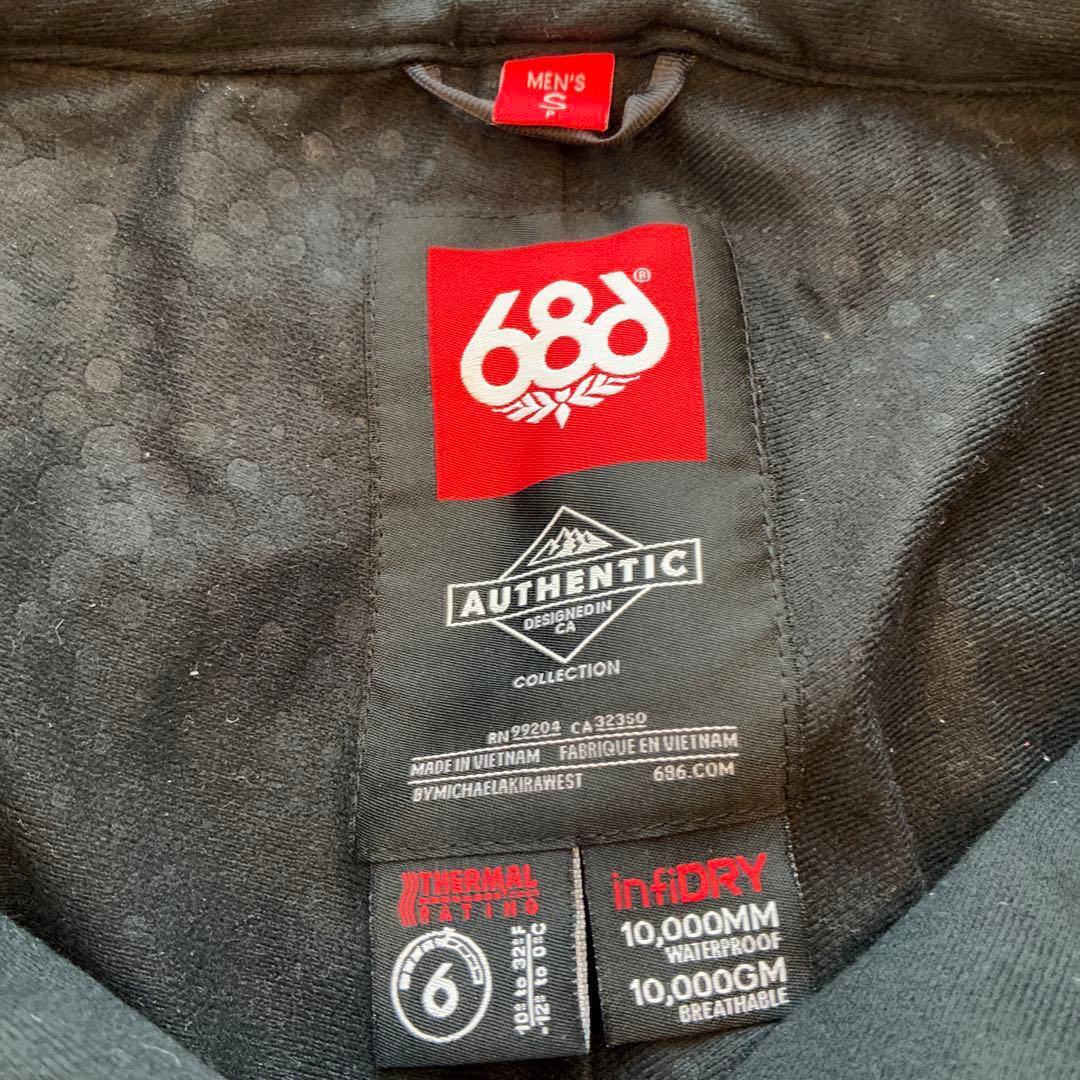 MEN'S
S
P
686®
AUTHENTIC
DESIGNED IN
CA
COLLECTION
RN 99204 CA 32350
MADE IN VIETNAM FABRIQUE EN VIETNAM
BYMICHAELAKIRAWEST 686.COM
THERMAL
RATING
6
10° to 32°F
-12° to 0°C
infiDRY
10,000MM
WATERPROOF
10,000GM
BREATHABLE